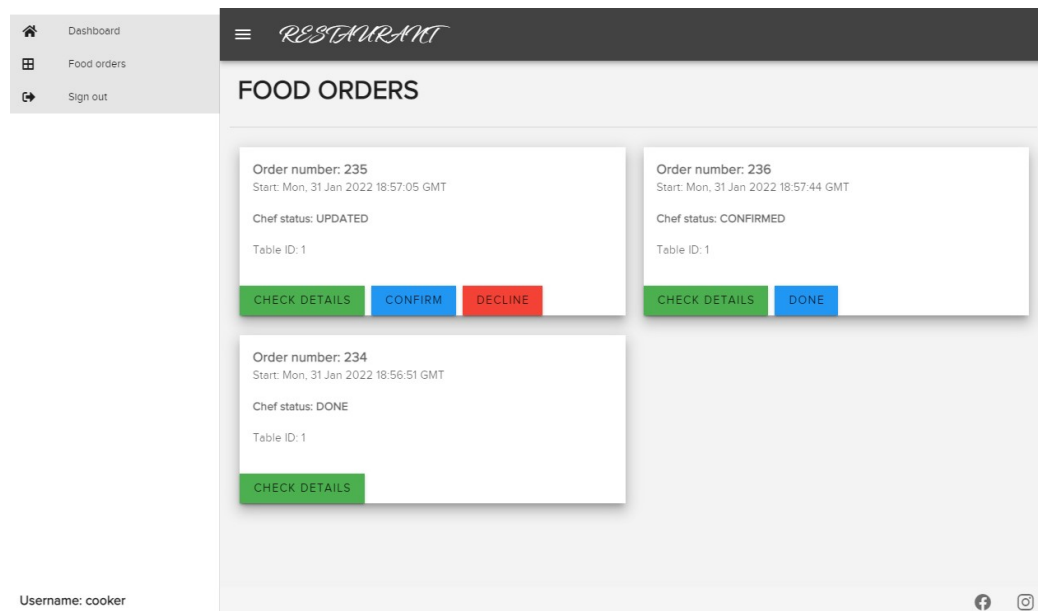 Dashboard
Food orders
Sign out
RESTAURANT
FOOD ORDERS
Order number: 235
Start: Mon, 31 Jan 2022 18:57:05 GMT
Chef status: UPDATED
Table ID: 1
CHECK DETAILS CONFIRM DECLINE
Order number: 236
Start: Mon, 31 Jan 2022 18:57:44 GMT
Chef status: CONFIRMED
Table ID: 1
CHECK DETAILS DONE
Order number: 234
Start: Mon, 31 Jan 2022 18:56:51 GMT
Chef status: DONE
Table ID: 1
CHECK DETAILS
Username: cooker